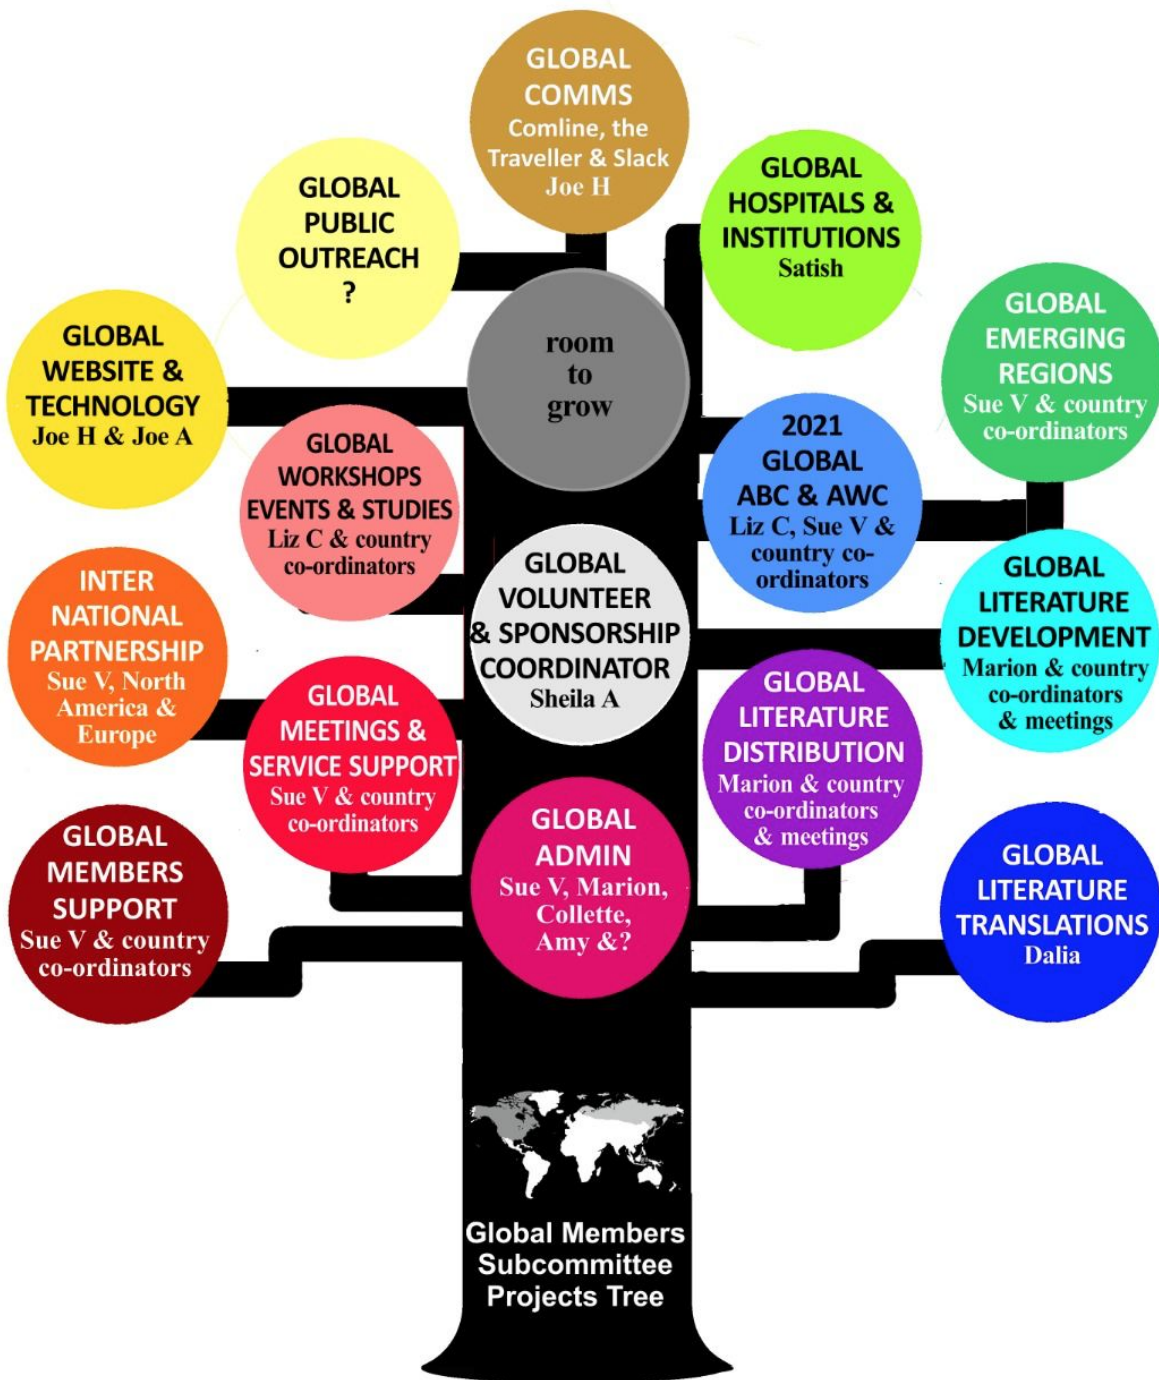 GLOBAL
COMMS
Comline, the
Traveller & Slack
Joe H
GLOBAL
PUBLIC
OUTREACH
?
GLOBAL
HOSPITALS &
INSTITUTIONS
Satish
GLOBAL
WEBSITE &
TECHNOLOGY
Joe H & Joe A
room
to
grow
GLOBAL
EMERGING
REGIONS
Sue V & country
co-ordinators
GLOBAL
WORKSHOPS
EVENTS & STUDIES
Liz C & country
co-ordinators
2021
GLOBAL
ABC & AWC
Liz C, Sue V &
country co-
ordinators
INTER
NATIONAL
PARTNERSHIP
Sue V, North
America &
Europe
GLOBAL
VOLUNTEER
& SPONSORSHIP
COORDINATOR
Sheila A
GLOBAL
LITERATURE
DEVELOPMENT
Marion & country
co-ordinators
& meetings
GLOBAL
MEETINGS &
SERVICE SUPPORT
Sue V & country
co-ordinators
GLOBAL
LITERATURE
DISTRIBUTION
Marion & country
co-ordinators
& meetings
GLOBAL
MEMBERS
SUPPORT
Sue V & country
co-ordinators
GLOBAL
ADMIN
Sue V, Marion,
Collette,
Amy &?
GLOBAL
LITERATURE
TRANSLATIONS
Dalia
Global Members
Subcommittee
Projects Tree